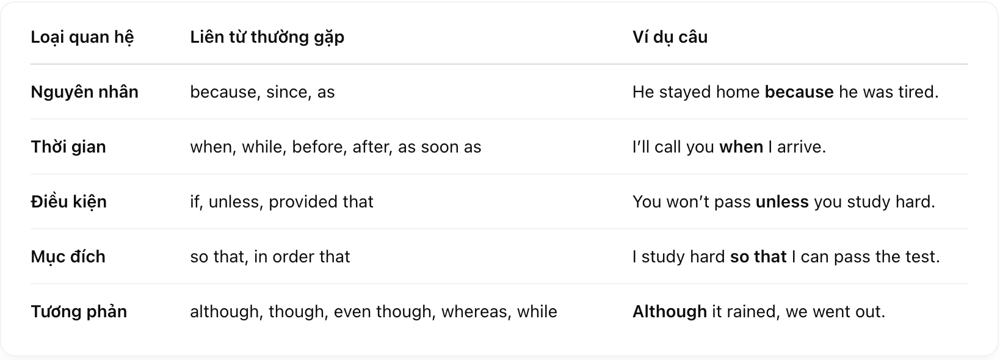 Loại quan hệ Liên từ thường gặp Ví dụ câu
Nguyên nhân because, since, as He stayed home because he was tired.
Thời gian when, while, before, after, as soon as I’ll call you when I arrive.
Điều kiện if, unless, provided that You won’t pass unless you study hard.
Mục đích so that, in order that I study hard so that I can pass the test.
Tương phản although, though, even though, whereas, while Although it rained, we went out.